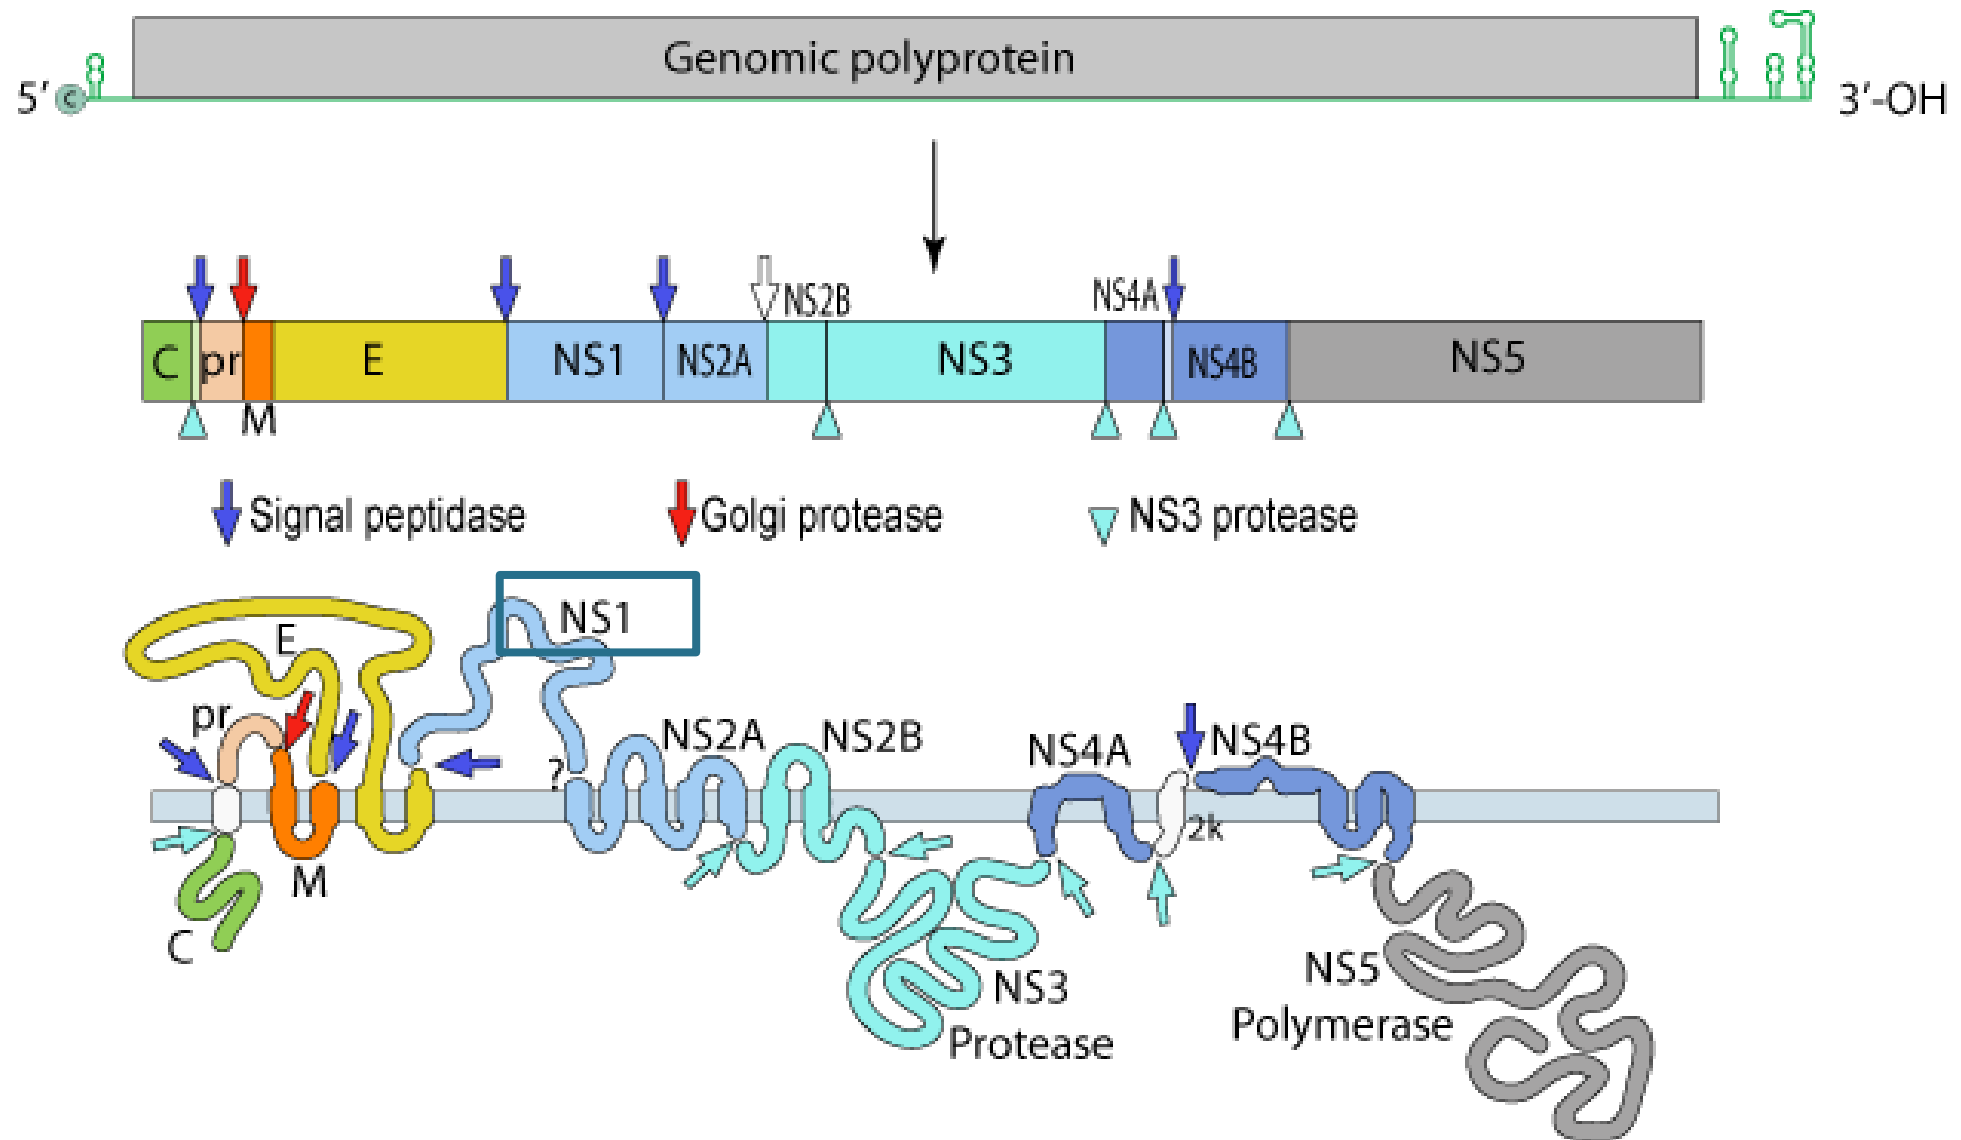 Genomic polyprotein
5′ C 3′-OH
NS2B NS4A
C pr E NS1 NS2A NS3 NS4B NS5
M
Signal peptidase Golgi protease NS3 protease
NS1
E
pr NS2A NS2B NS4A NS4B
?
2k
M
C
NS3
Protease
NS5
Polymerase